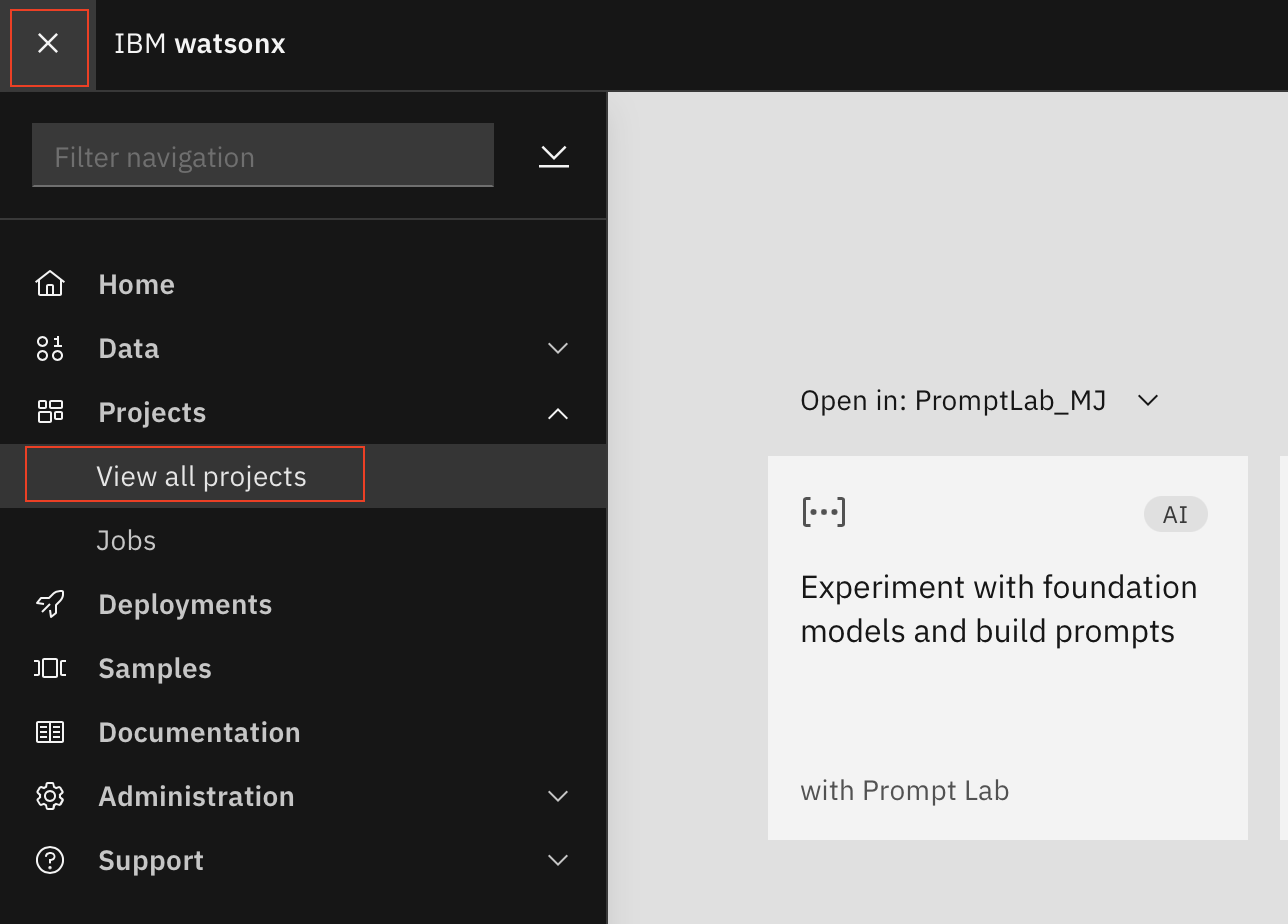 IBM watsonx
Filter navigation
Home
Data
Projects
View all projects
Jobs
Deployments
Samples
Documentation
Administration
Support
Open in: PromptLab_MJ
AI
Experiment with foundation
models and build prompts
with Prompt Lab